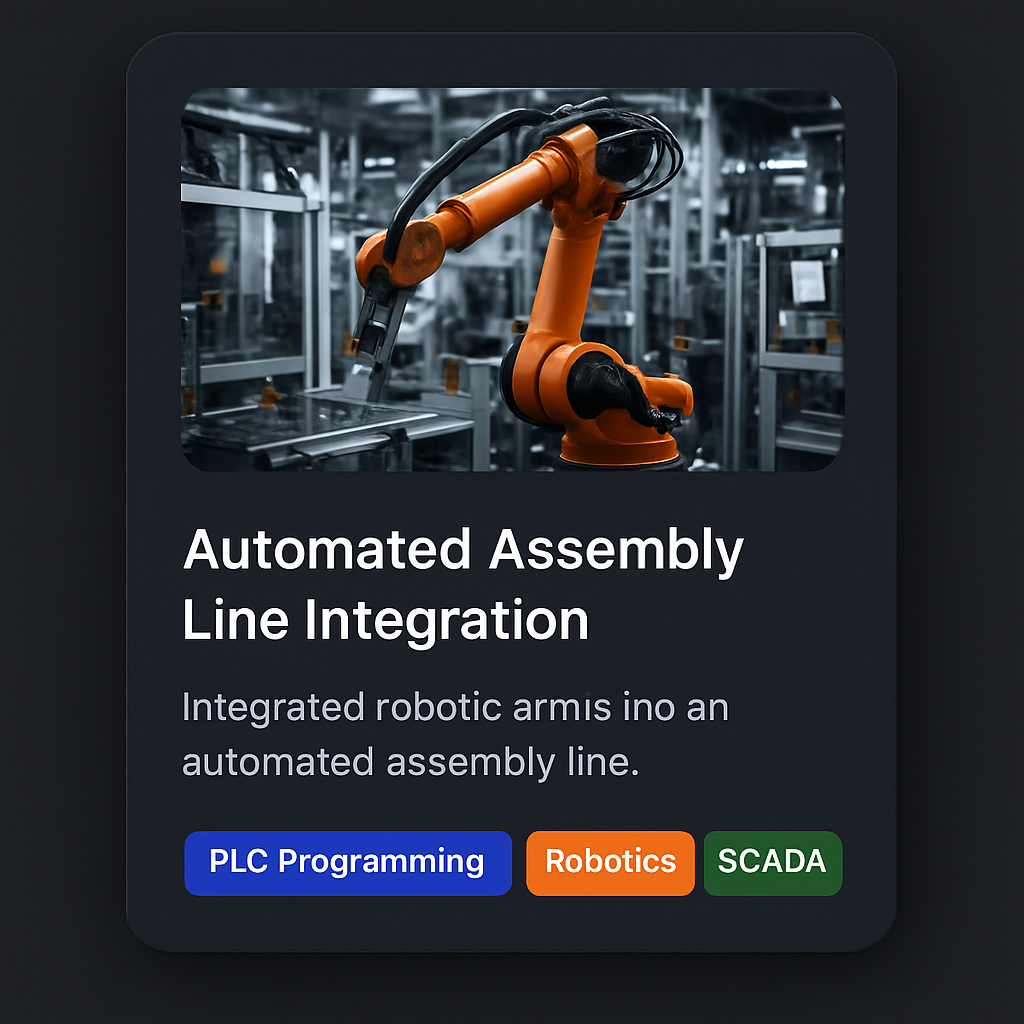 Automated Assembly
Line Integration
Integrated robotic armis ino an
automated assembly line.
PLC Programming Robotics SCADA